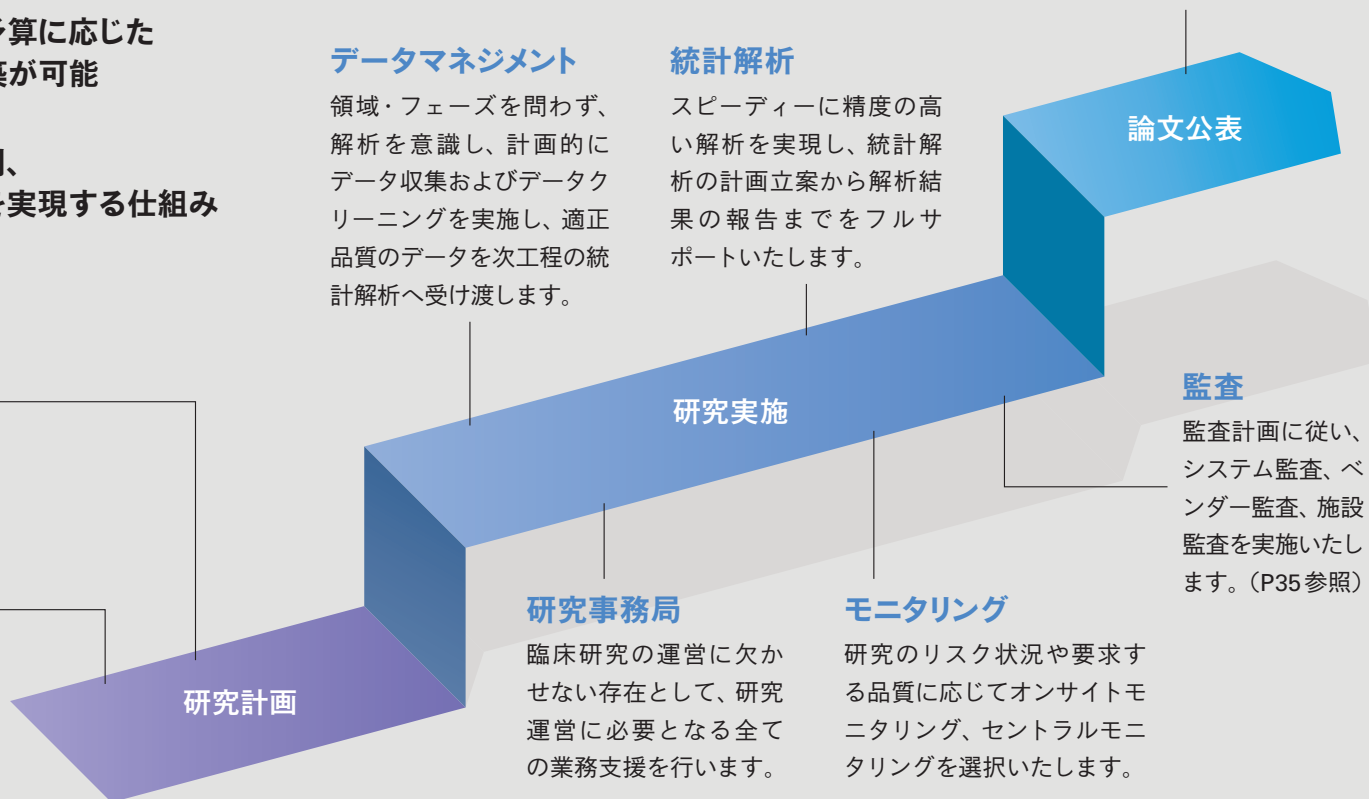 予算に応じた
築が可能
を実現する仕組み
データマネジメント
領域・フェーズを問わず、
解析を意識し、計画的に
データ収集およびデータク
リーニングを実施し、適正
品質のデータを次工程の統
計解析へ受け渡します。
統計解析
スピーディーに精度の高
い解析を実現し、統計解
析の計画立案から解析結
果の報告までをフルサ
ポートいたします。
論文公表
研究実施
監査
監査計画に従い、
システム監査、ベ
ンダー監査、施設
監査を実施いたし
ます。（P35参照）
研究計画
研究事務局
臨床研究の運営に欠か
せない存在として、研究
運営に必要となる全て
の業務支援を行います。
モニタリング
研究のリスク状況や要求す
る品質に応じてオンサイトモ
ニタリング、セントラルモニ
タリングを選択いたします。